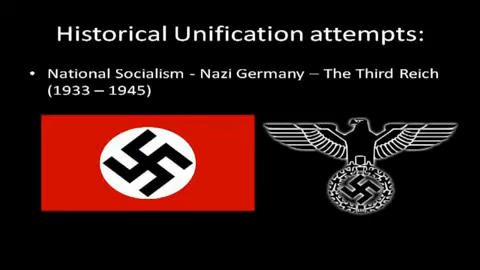 Historical Unification attempts:
• National Socialism - Nazi Germany – The Third Reich
(1933 – 1945)